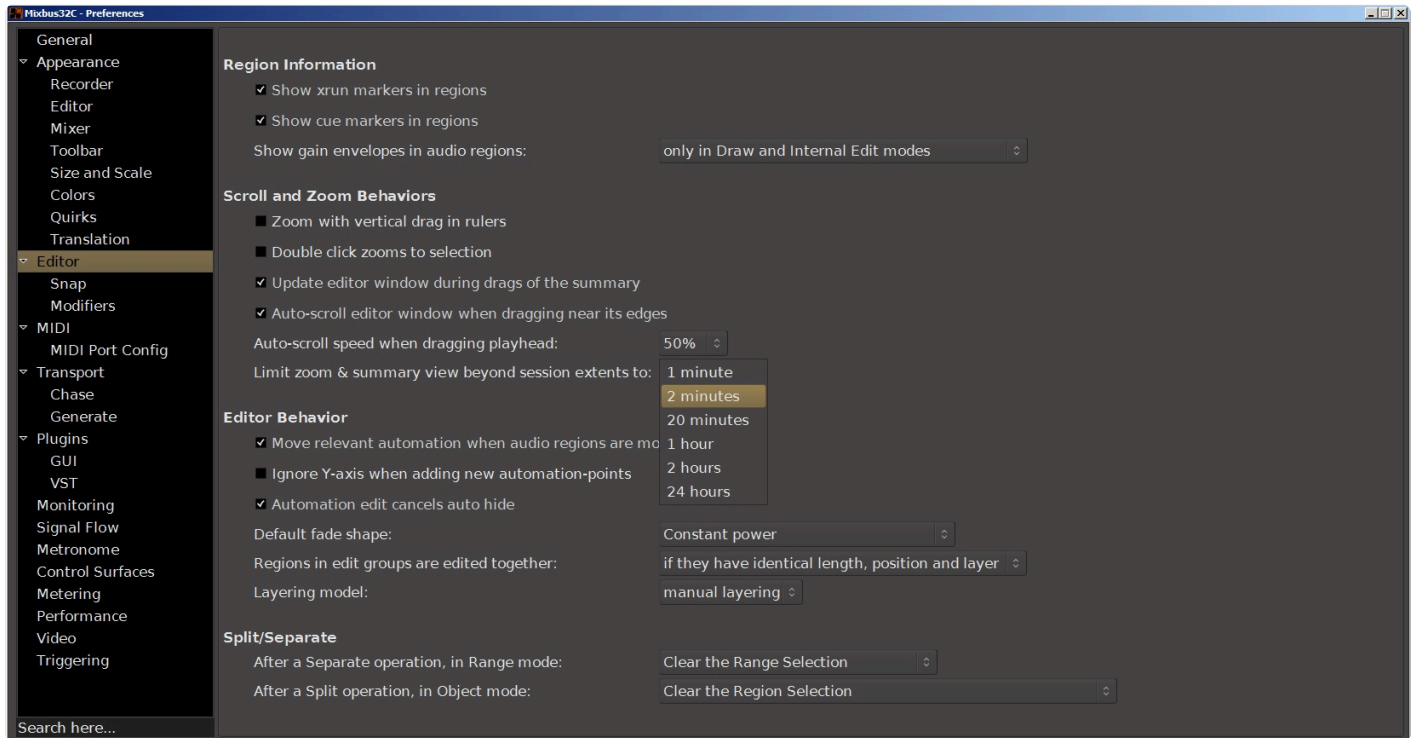 Mixbus32C - Preferences
General
Appearance
Recorder
Editor
Mixer
Toolbar
Size and Scale
Colors
Quirks
Translation
Editor
Snap
Modifiers
MIDI
MIDI Port Config
Transport
Chase
Generate
Plugins
GUI
VST
Monitoring
Signal Flow
Metronome
Control Surfaces
Metering
Performance
Video
Triggering
Search here...
Region Information
Show xrun markers in regions
Show cue markers in regions
Show gain envelopes in audio regions: only in Draw and Internal Edit modes
Scroll and Zoom Behaviors
Zoom with vertical drag in rulers
Double click zooms to selection
Update editor window during drags of the summary
Auto-scroll editor window when dragging near its edges
Auto-scroll speed when dragging playhead: 50%
Limit zoom & summary view beyond session extents to:
1 minute
2 minutes
20 minutes
1 hour
2 hours
24 hours
Editor Behavior
Move relevant automation when audio regions are mo
Ignore Y-axis when adding new automation-points
Automation edit cancels auto hide
Default fade shape: Constant power
Regions in edit groups are edited together: if they have identical length, position and layer
Layering model: manual layering
Split/Separate
After a Separate operation, in Range mode: Clear the Range Selection
After a Split operation, in Object mode: Clear the Region Selection